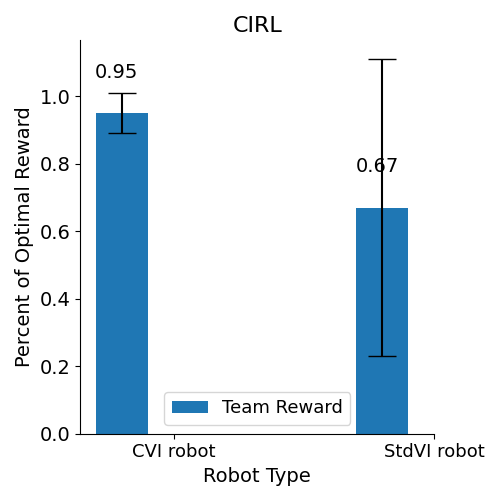 CIRL
Percent of Optimal Reward
1.0
0.8
0.6
0.4
0.2
0.0
0.95
0.67
Team Reward
CVI robot
StdVI robot
Robot Type